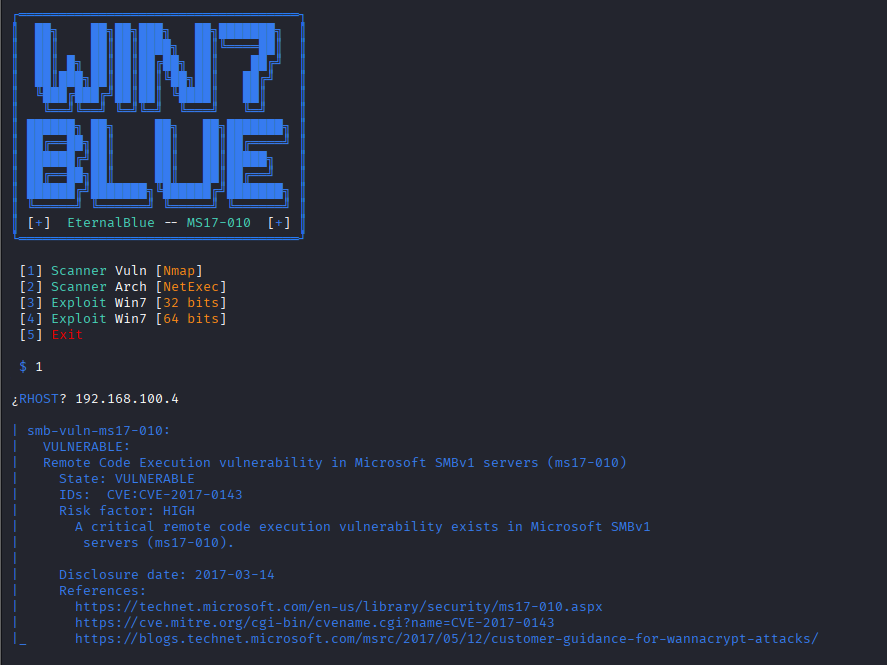 WIN7
BLUE
[+] EternalBlue -- MS17-010 [+]
[1] Scanner Vuln [Nmap]
[2] Scanner Arch [NetExec]
[3] Exploit Win7 [32 bits]
[4] Exploit Win7 [64 bits]
[5] Exit
$ 1
¿RHOST? 192.168.100.4
| smb-vuln-ms17-010:
|   VULNERABLE:
|   Remote Code Execution vulnerability in Microsoft SMBv1 servers (ms17-010)
|     State: VULNERABLE
|     IDs:  CVE:CVE-2017-0143
|     Risk factor: HIGH
|       A critical remote code execution vulnerability exists in Microsoft SMBv1
|        servers (ms17-010).
|
|     Disclosure date: 2017-03-14
|     References:
|       https://technet.microsoft.com/en-us/library/security/ms17-010.aspx
|       https://cve.mitre.org/cgi-bin/cvename.cgi?name=CVE-2017-0143
|_      https://blogs.technet.microsoft.com/msrc/2017/05/12/customer-guidance-for-wannacrypt-attacks/